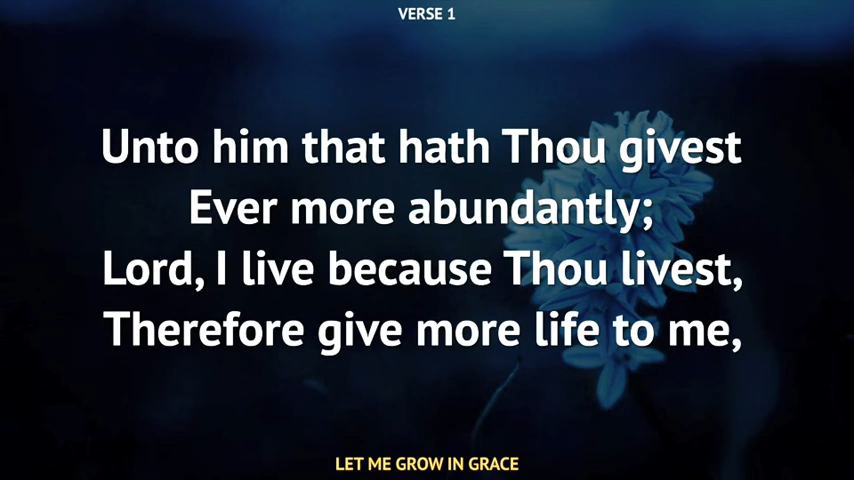 VERSE 1
Unto him that hath Thou givest
Ever more abundantly;
Lord, I live because Thou livest,
Therefore give more life to me,
LET ME GROW IN GRACE